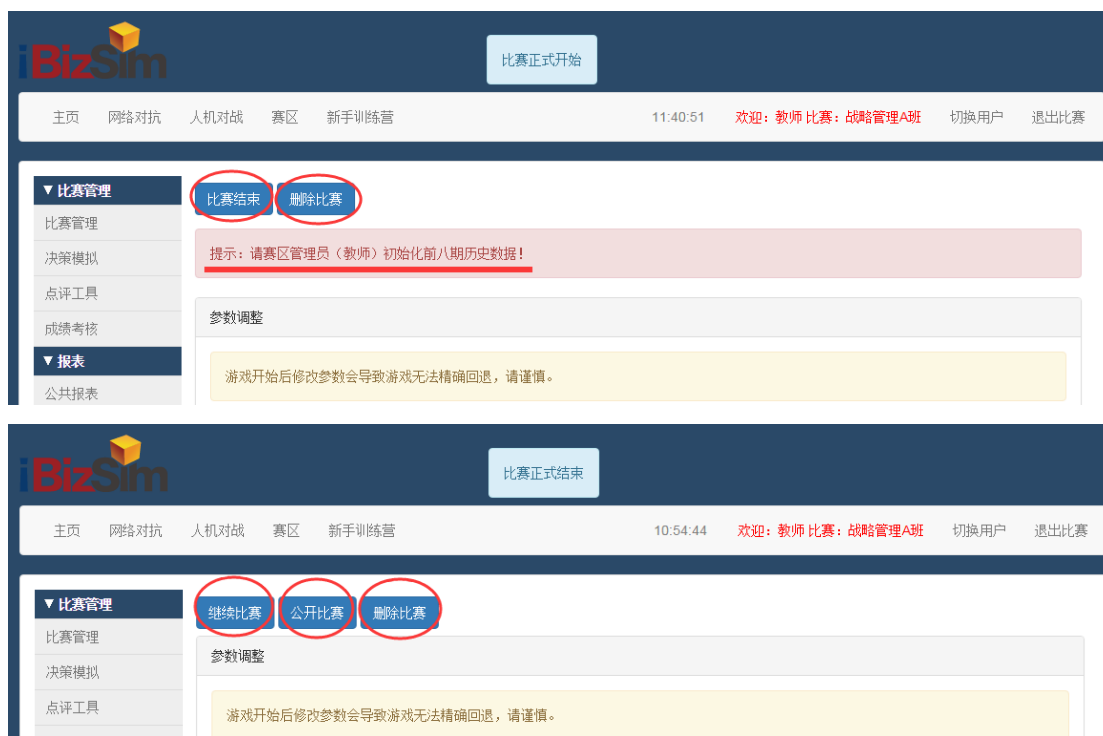 iBizSim
比赛正式开始
主页 网络对抗 人机对战 赛区 新手训练营 11:40:51 欢迎：教师 比赛：战略管理A班 切换用户 退出比赛
▼比赛管理
比赛结束 删除比赛
比赛管理
提示：请赛区管理员（教师）初始化前八期历史数据！
决策模拟
点评工具
参数调整
成绩考核
▼报表
游戏开始后修改参数会导致游戏无法精确回退，请谨慎。
公共报表
iBizSim
比赛正式结束
主页 网络对抗 人机对战 赛区 新手训练营 10:54:44 欢迎：教师 比赛：战略管理A班 切换用户 退出比赛
▼比赛管理
继续比赛 公开比赛 删除比赛
比赛管理
参数调整
决策模拟
点评工具
游戏开始后修改参数会导致游戏无法精确回退，请谨慎。